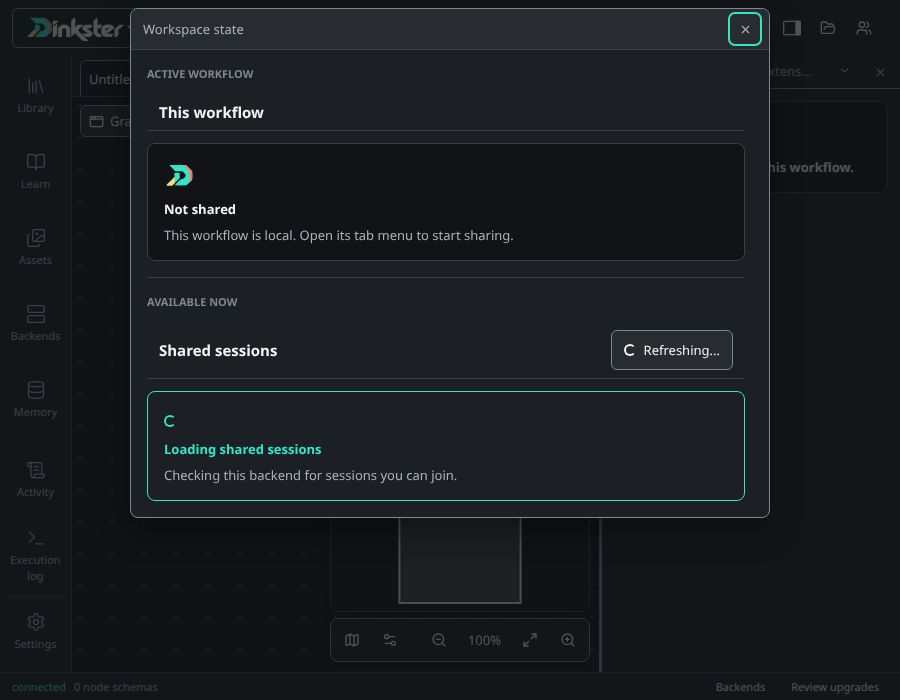 Dinkster
Workspace state
Untitle
xtens...
Gra
ACTIVE WORKFLOW
This workflow
Not shared
This workflow is local. Open its tab menu to start sharing.
his workflow.
AVAILABLE NOW
Shared sessions
Refreshing...
Loading shared sessions
Checking this backend for sessions you can join.
Library
Learn
Assets
Backends
Memory
Activity
Execution
log
Settings
100%
connected
0 node schemas
Backends
Review upgrades